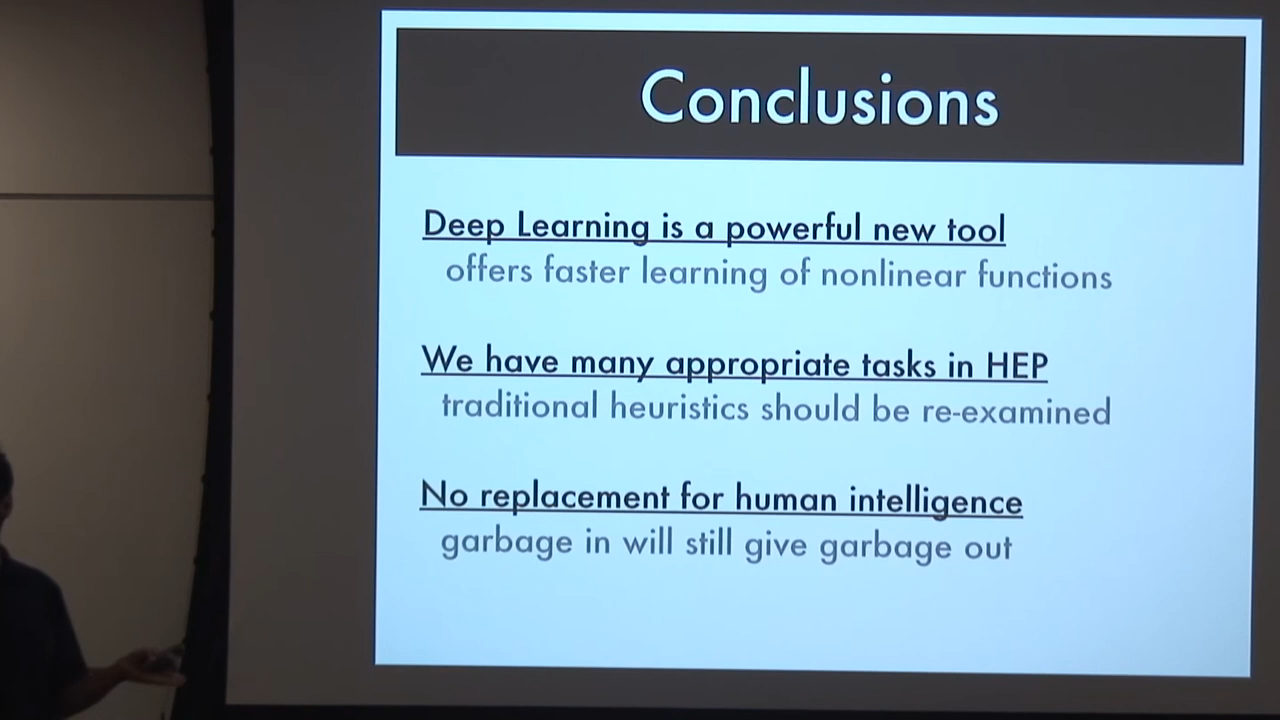 Conclusions
Deep Learning is a powerful new tool
offers faster learning of nonlinear functions
We have many appropriate tasks in HEP
traditional heuristics should be re-examined
No replacement for human intelligence
garbage in will still give garbage out